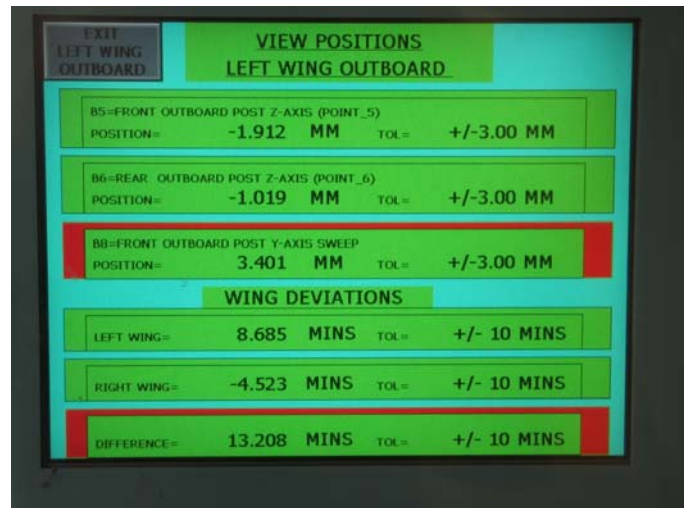 EXIT
LEFT WING
OUTBOARD
VIEW POSITIONS
LEFT WING OUTBOARD
B5=FRONT OUTBOARD POST Z-AXIS (POINT_5)
POSITION= -1.912 MM TOL= +/-3.00 MM
B6=REAR OUTBOARD POST Z-AXIS (POINT_6)
POSITION= -1.019 MM TOL= +/-3.00 MM
B8=FRONT OUTBOARD POST Y-AXIS SWEEP
POSITION= 3.401 MM TOL= +/-3.00 MM
WING DEVIATIONS
LEFT WING= 8.685 MINS TOL= +/- 10 MINS
RIGHT WING= -4.523 MINS TOL= +/- 10 MINS
DIFFERENCE= 13.208 MINS TOL= +/- 10 MINS